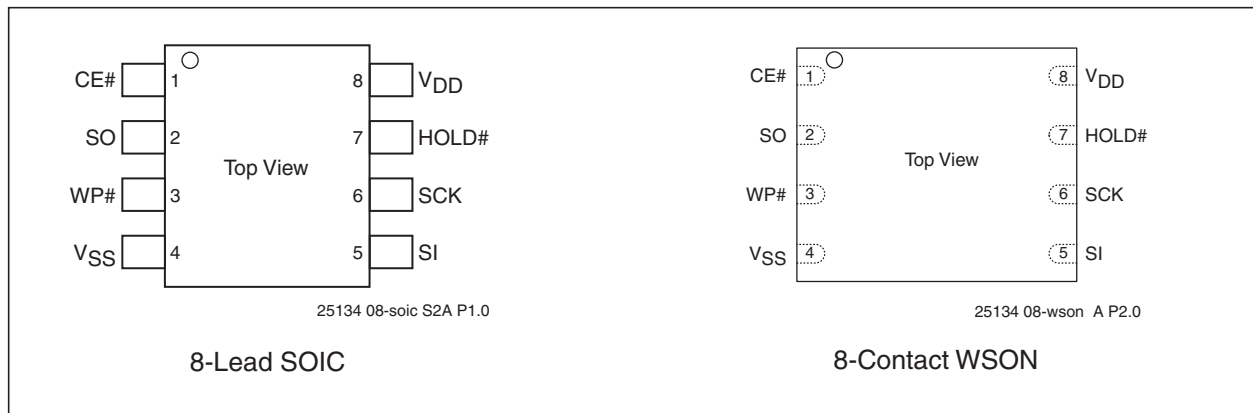 CE# 1 8 VDD
SO 2 7 HOLD#
Top View
WP# 3 6 SCK
VSS 4 5 SI
25134 08-soic S2A P1.0
8-Lead SOIC
CE# 1 8 VDD
SO 2 7 HOLD#
Top View
WP# 3 6 SCK
VSS 4 5 SI
25134 08-wson A P2.0
8-Contact WSON